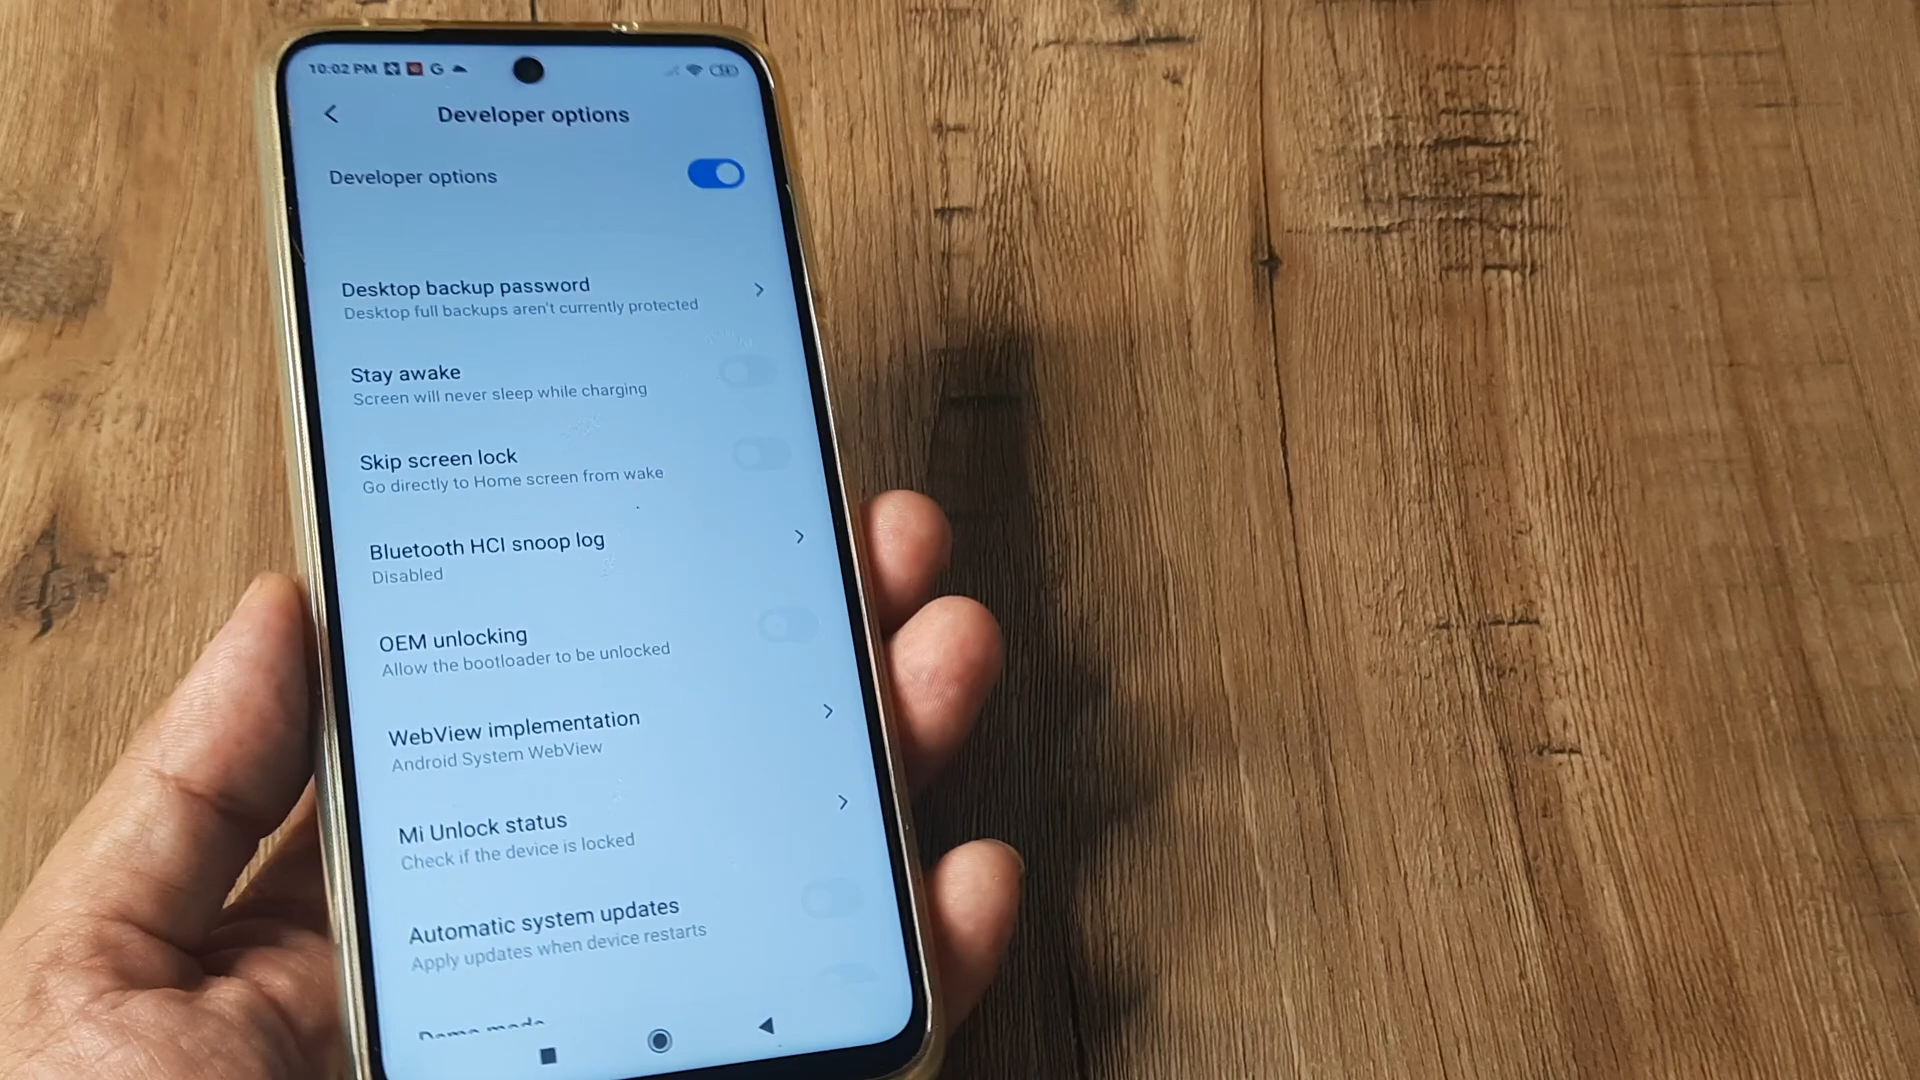 10:02 PM G
Developer options
Developer options
Desktop backup password
Desktop full backups aren't currently protected
Stay awake
Screen will never sleep while charging
Skip screen lock
Go directly to Home screen from wake
Bluetooth HCI snoop log
Disabled
OEM unlocking
Allow the bootloader to be unlocked
WebView implementation
Android System WebView
Mi Unlock status
Check if the device is locked
Automatic system updates
Apply updates when device restarts